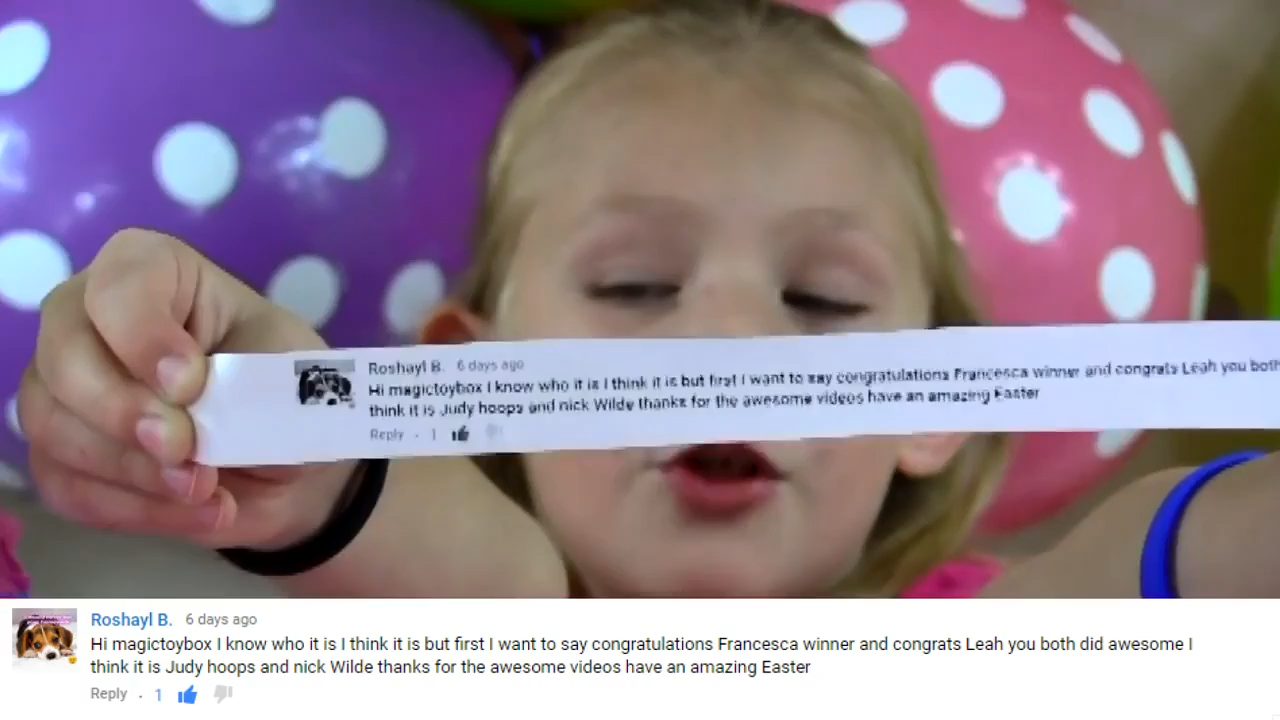 Roshayl B. 6 days ago
Hi magictoybox I know who it is I think it is but first I want to say congratulations Francesca winner and congrats Leah you both
think it is Judy hoops and nick Wilde thanks for the awesome videos have an amazing Easter
Reply · 1
Roshayl B. 6 days ago
Hi magictoybox I know who it is I think it is but first I want to say congratulations Francesca winner and congrats Leah you both did awesome I
think it is Judy hoops and nick Wilde thanks for the awesome videos have an amazing Easter
Reply · 1